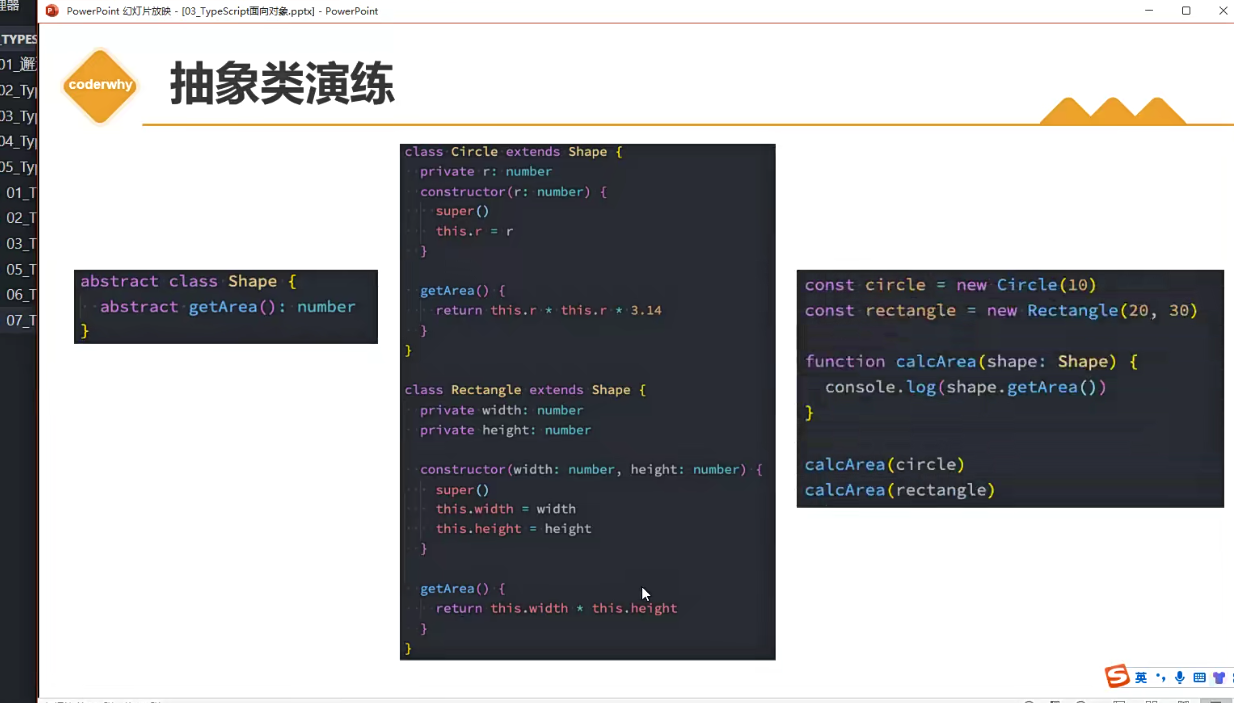 PowerPoint 幻灯片放映 - [03_TypeScript面向对象.pptx] - PowerPoint
理器
_TYPES
01_邂
02_Typ
03_Typ
04_Typ
05_Typ
01_T
02_T
03_T
05_T
06_T
07_T
coderwhy
抽象类演练
abstract class Shape {
abstract getArea(): number
}
class Circle extends Shape {
private r: number
constructor(r: number) {
super()
this.r = r
}
getArea() {
return this.r * this.r * 3.14
}
}
class Rectangle extends Shape {
private width: number
private height: number
constructor(width: number, height: number) {
super()
this.width = width
this.height = height
}
getArea() {
return this.width * this.height
}
}
const circle = new Circle(10)
const rectangle = new Rectangle(20, 30)
function calcArea(shape: Shape) {
console.log(shape.getArea())
}
calcArea(circle)
calcArea(rectangle)
英